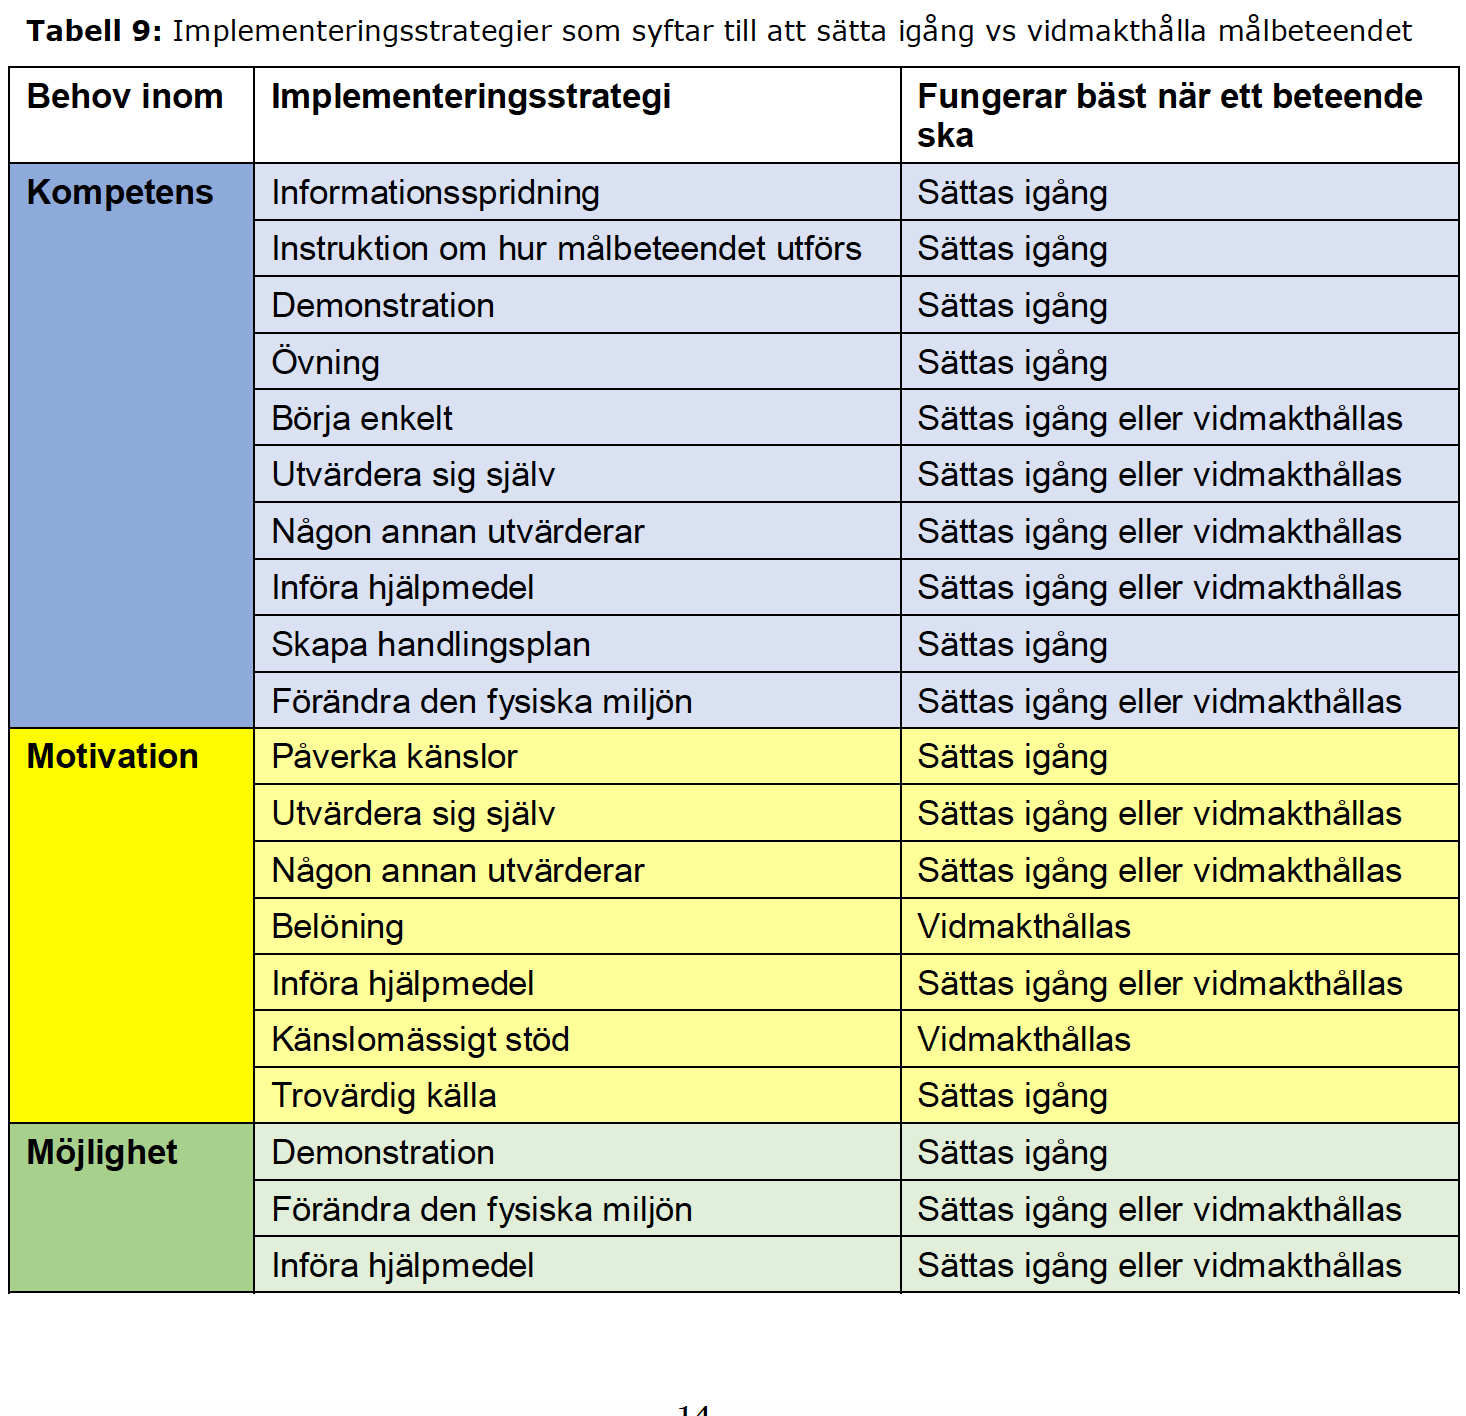 Tabell 9: Implementeringsstrategier som syftar till att sätta igång vs vidmakthålla målbeteendet
Behov inom Implementeringsstrategi Fungerar bäst när ett beteende
ska
Kompetens Informationsspridning Sättas igång
Instruktion om hur målbeteendet utförs Sättas igång
Demonstration Sättas igång
Övning Sättas igång
Börja enkelt Sättas igång eller vidmakthållas
Utvärdera sig själv Sättas igång eller vidmakthållas
Någon annan utvärderar Sättas igång eller vidmakthållas
Införa hjälpmedel Sättas igång eller vidmakthållas
Skapa handlingsplan Sättas igång
Förändra den fysiska miljön Sättas igång eller vidmakthållas
Motivation Påverka känslor Sättas igång
Utvärdera sig själv Sättas igång eller vidmakthållas
Någon annan utvärderar Sättas igång eller vidmakthållas
Belöning Vidmakthållas
Införa hjälpmedel Sättas igång eller vidmakthållas
Känslomässigt stöd Vidmakthållas
Trovärdig källa Sättas igång
Möjlighet Demonstration Sättas igång
Förändra den fysiska miljön Sättas igång eller vidmakthållas
Införa hjälpmedel Sättas igång eller vidmakthållas
14